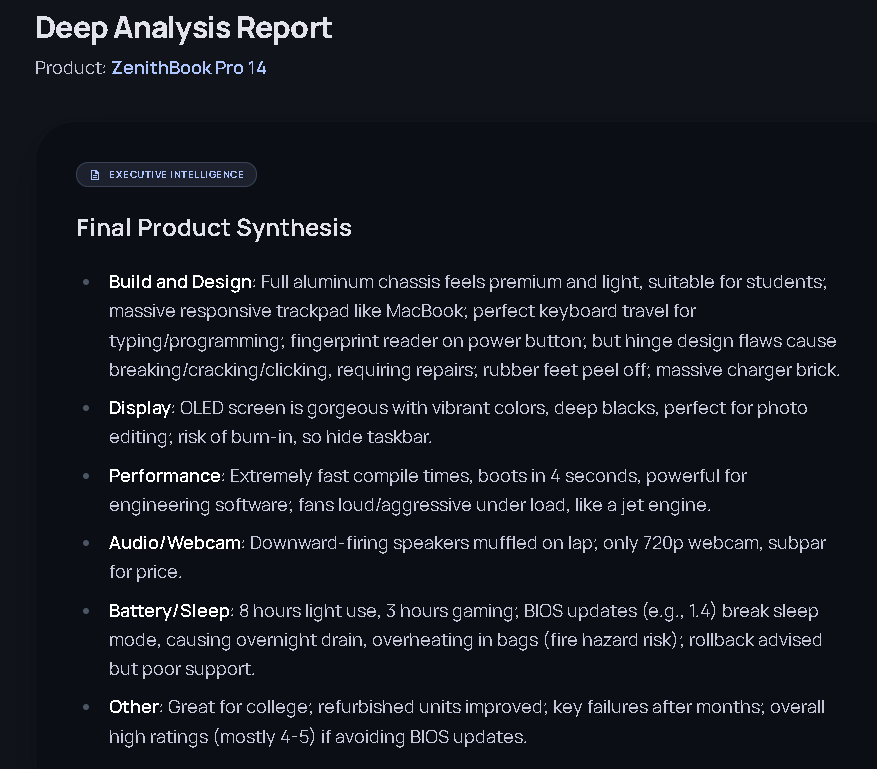 Deep Analysis Report
Product: ZenithBook Pro 14
EXECUTIVE INTELLIGENCE
Final Product Synthesis
Build and Design: Full aluminum chassis feels premium and light, suitable for students;
massive responsive trackpad like MacBook; perfect keyboard travel for
typing/programming; fingerprint reader on power button; but hinge design flaws cause
breaking/cracking/clicking, requiring repairs; rubber feet peel off; massive charger brick.
Display: OLED screen is gorgeous with vibrant colors, deep blacks, perfect for photo
editing; risk of burn-in, so hide taskbar.
Performance: Extremely fast compile times, boots in 4 seconds, powerful for
engineering software; fans loud/aggressive under load, like a jet engine.
Audio/Webcam: Downward-firing speakers muffled on lap; only 720p webcam, subpar
for price.
Battery/Sleep: 8 hours light use, 3 hours gaming; BIOS updates (e.g., 1.4) break sleep
mode, causing overnight drain, overheating in bags (fire hazard risk); rollback advised
but poor support.
Other: Great for college; refurbished units improved; key failures after months; overall
high ratings (mostly 4-5) if avoiding BIOS updates.